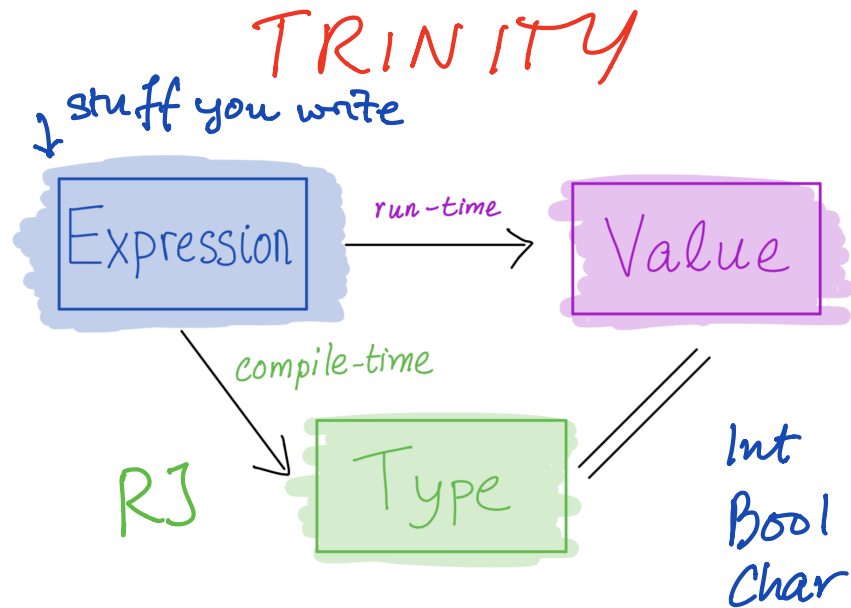 TRINITY
stuff you write
Expression
run-time
Value
compile-time
Type
RJ
Int
Bool
Char